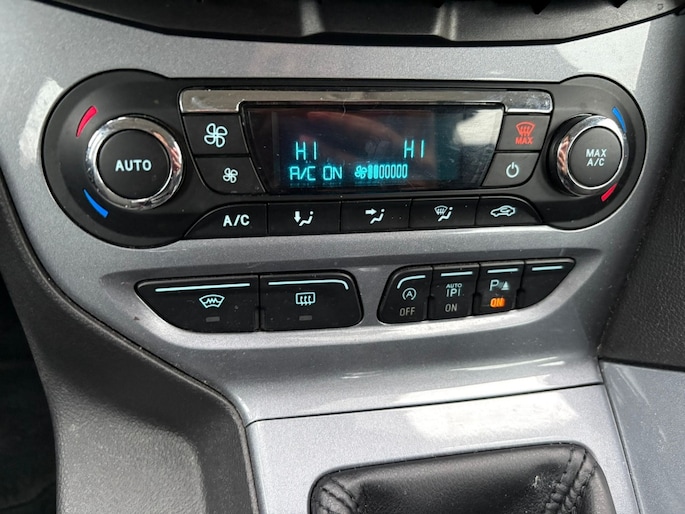 AUTO
HI HI
A/C ON
MAX
MAX
A/C
A/C
A
OFF
AUTO
P
ON
P
ON